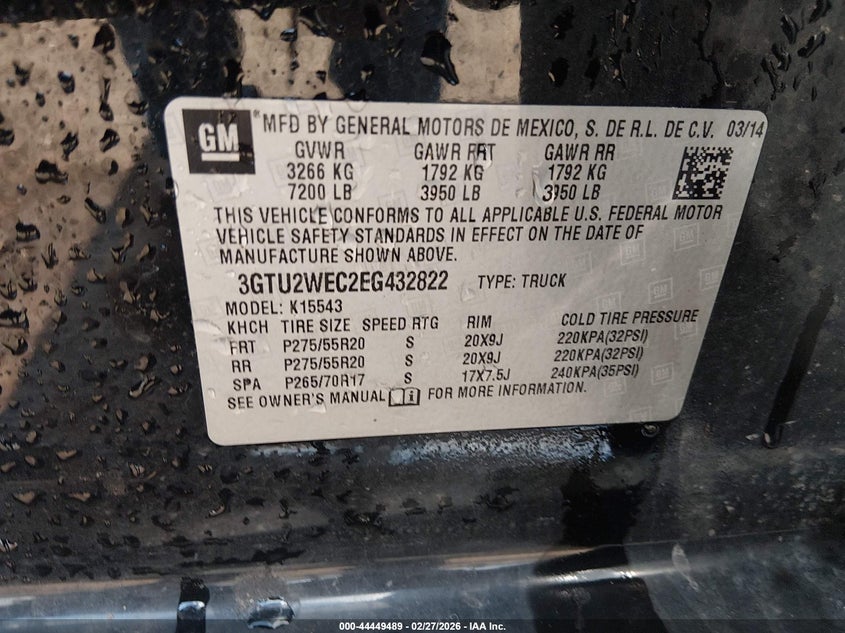 GM ® MFD BY GENERAL MOTORS DE MEXICO, S. DE R.L. DE C.V. 03/14
GVWR GAWR FRT GAWR RR
3266 KG 1792 KG 1792 KG
7200 LB 3950 LB 3950 LB
THIS VEHICLE CONFORMS TO ALL APPLICABLE U.S. FEDERAL MOTOR
VEHICLE SAFETY STANDARDS IN EFFECT ON THE DATE OF
MANUFACTURE SHOWN ABOVE.
3GTU2WEC2EG432822 TYPE: TRUCK
MODEL: K15543
KHCH TIRE SIZE SPEED RTG RIM COLD TIRE PRESSURE
FRT P275/55R20 S 20X9J 220KPA(32PSI)
RR P275/55R20 S 20X9J 220KPA(32PSI)
SPA P265/70R17 S 17X7.5J 240KPA(35PSI)
SEE OWNER'S MANUAL i FOR MORE INFORMATION.
000-44449489 - 02/27/2026 - IAA Inc.